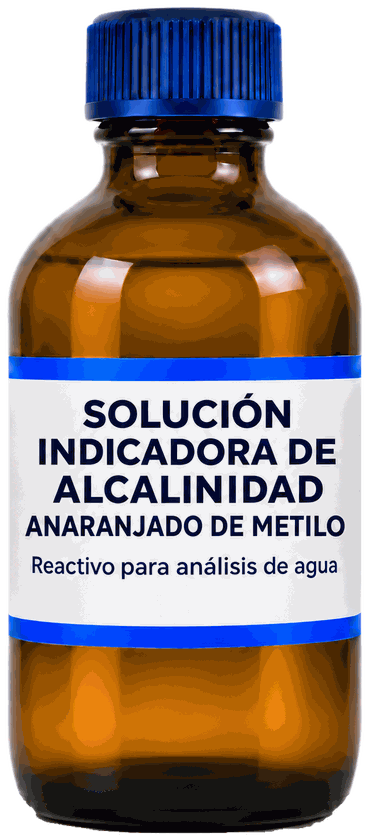 SOLUCIÓN
INDICADORA DE
ALCALINIDAD
ANARANJADO DE METILO
Reactivo para análisis de agua